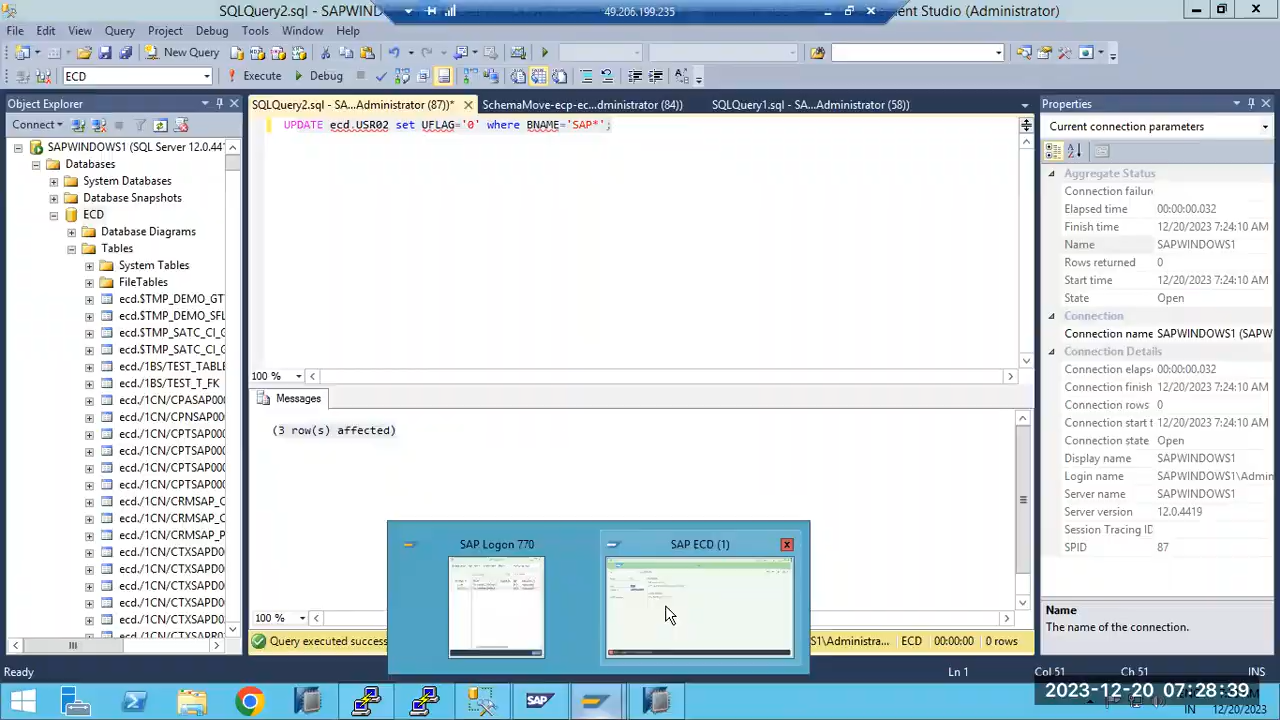 SQLQuery2.sql - SAPWIND
49.206.199.235
ent Studio (Administrator)
File Edit View Query Project Debug Tools Window Help
New Query
ECD
Execute Debug
Object Explorer
SQLQuery2.sql - SA...Administrator (87))*
SchemaMove-ecp-ec...dministrator (84))
SQLQuery1.sql - SA...Administrator (58))
Properties
Connect
UPDATE ecd.USR02 set UFLAG='0' where BNAME='SAP*';
Current connection parameters
SAPWINDOWS1 (SQL Server 12.0.441
Databases
System Databases
Database Snapshots
ECD
Database Diagrams
Tables
System Tables
FileTables
ecd.$TMP_DEMO_GT
ecd.$TMP_DEMO_SFL
ecd.$TMP_SATC_CI_C
ecd.$TMP_SATC_CI_C
ecd./1BS/TEST_TABLE
ecd./1BS/TEST_T_FK
ecd./1CN/CPASAP000
ecd./1CN/CPNSAP000
ecd./1CN/CPTSAP000
ecd./1CN/CPTSAP000
ecd./1CN/CPTSAP000
ecd./1CN/CPTSAP000
ecd./1CN/CRMSAP_C
ecd./1CN/CRMSAP_C
ecd./1CN/CRMSAP_P
ecd./1CN/CTXSAPD0
ecd./1CN/CTXSAPD0
ecd./1CN/CTXSAPD0
ecd./1CN/CTXSAPD0
ecd./1CN/CTXSAPD0
Aggregate Status
Connection failure
Elapsed time 00:00:00.032
Finish time 12/20/2023 7:24:10 AM
Name SAPWINDOWS1
Rows returned 0
Start time 12/20/2023 7:24:10 AM
State Open
Connection
Connection name SAPWINDOWS1 (SAPW
Connection Details
Connection elaps 00:00:00.032
Connection finish 12/20/2023 7:24:10 AM
Connection rows 0
Connection start t 12/20/2023 7:24:10 AM
Connection state Open
Display name SAPWINDOWS1
Login name SAPWINDOWS1\Admin
Server name SAPWINDOWS1
Server version 12.0.4419
Session Tracing ID
SPID 87
100 %
Messages
(3 row(s) affected)
SAP Logon 770
SAP ECD (1)
100 %
Name
The name of the connection.
Query executed success
S1\Administra... ECD 00:00:00 0 rows
Ready
Ln 1 Col 51 Ch 51 INS
SAP
2023-12-20 07:28:39
IN 12/20/2023